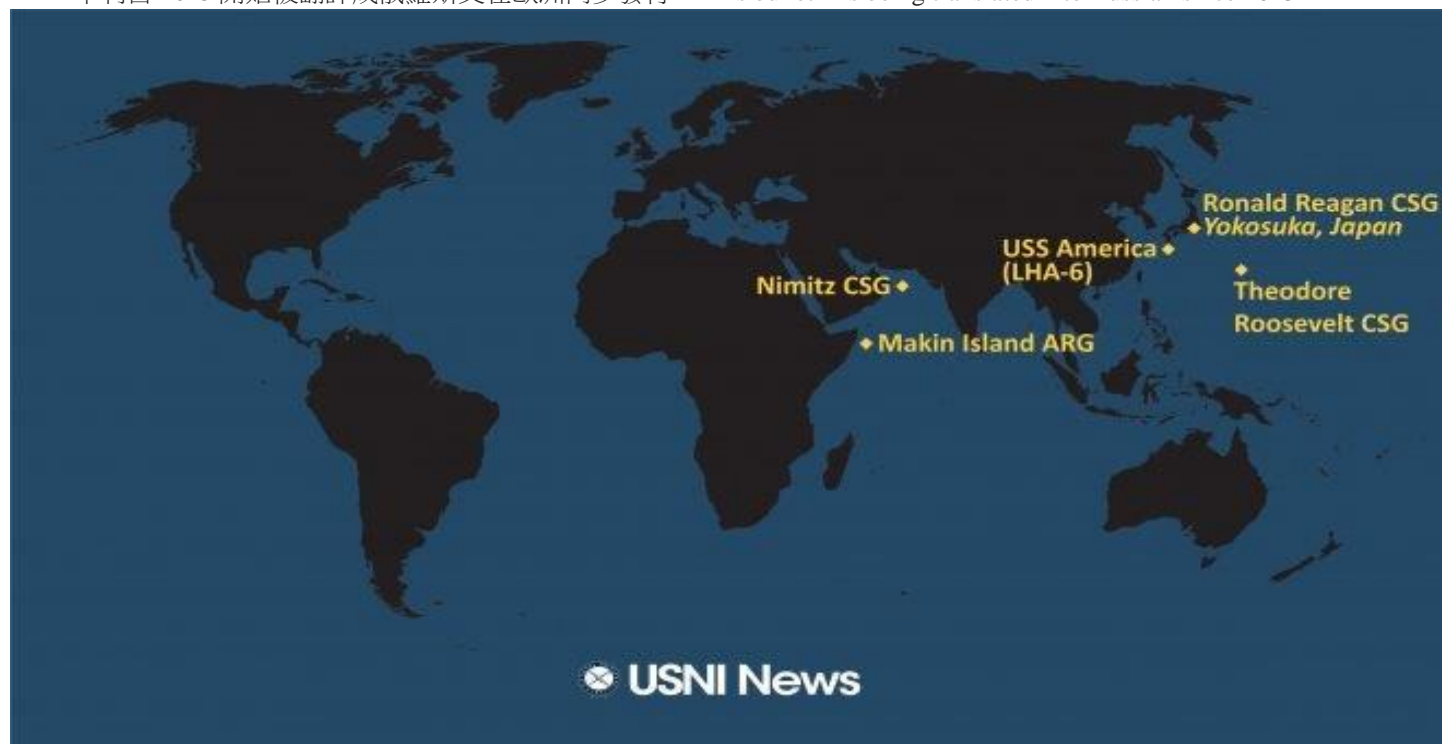 Ronald Reagan CSG
Yokosuka, Japan
USS America
(LHA-6)
Nimitz CSG
Theodore
Roosevelt CSG
Makin Island ARG
USNI News